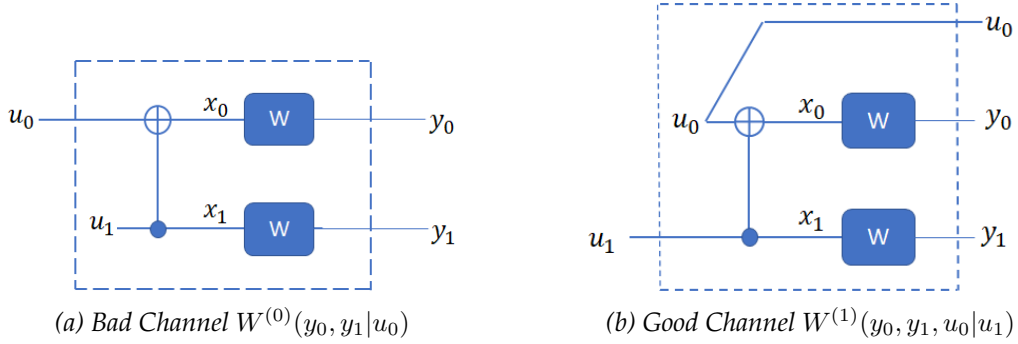 u₀ x₀ W y₀
u₁ x₁ W y₁
(a) Bad Channel W⁽⁰⁾(y₀, y₁|u₀)
u₀
u₀ x₀ W y₀
u₁ x₁ W y₁
(b) Good Channel W⁽¹⁾(y₀, y₁, u₀|u₁)